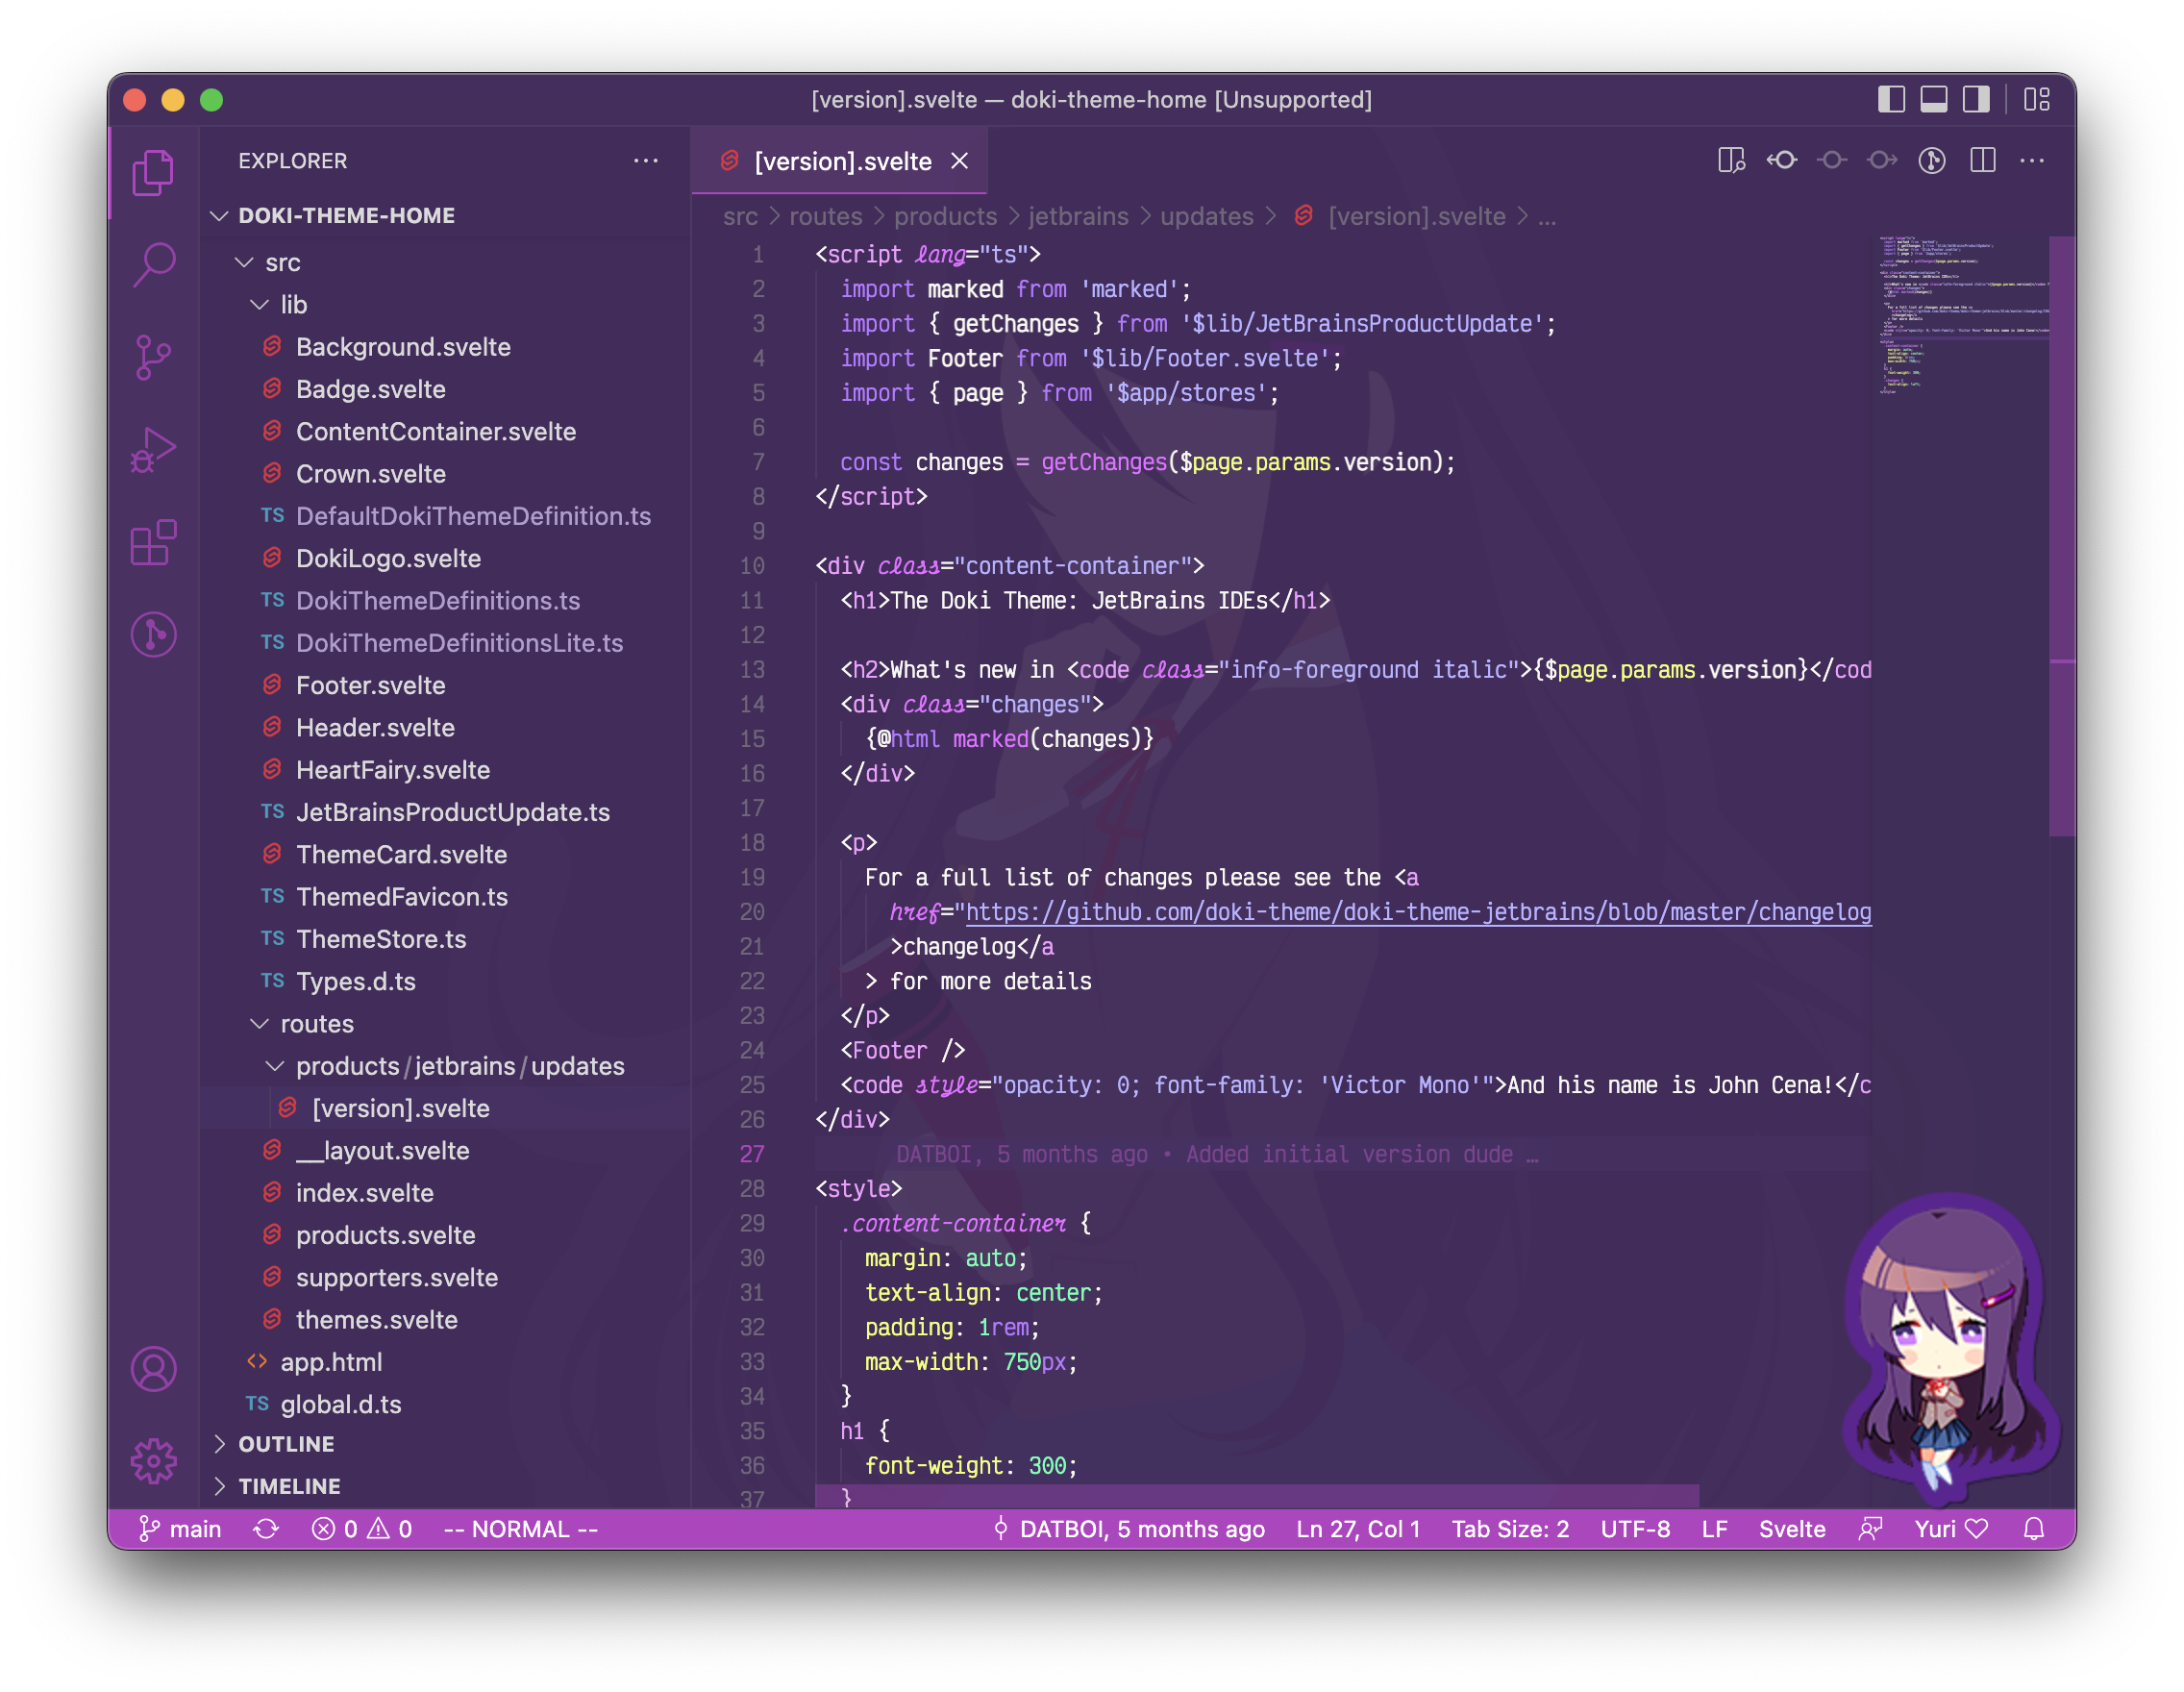 [version].svelte — doki-theme-home [Unsupported]
EXPLORER
DOKI-THEME-HOME
src
lib
Background.svelte
Badge.svelte
ContentContainer.svelte
Crown.svelte
TS DefaultDokiThemeDefinition.ts
DokiLogo.svelte
TS DokiThemeDefinitions.ts
TS DokiThemeDefinitionsLite.ts
Footer.svelte
Header.svelte
HeartFairy.svelte
TS JetBrainsProductUpdate.ts
ThemeCard.svelte
TS ThemedFavicon.ts
TS ThemeStore.ts
TS Types.d.ts
routes
products/jetbrains/updates
[version].svelte
__layout.svelte
index.svelte
products.svelte
supporters.svelte
themes.svelte
app.html
TS global.d.ts
OUTLINE
TIMELINE
[version].svelte
src > routes > products > jetbrains > updates > [version].svelte > ...
1 <script lang="ts">
2 import marked from 'marked';
3 import { getChanges } from '$lib/JetBrainsProductUpdate';
4 import Footer from '$lib/Footer.svelte';
5 import { page } from '$app/stores';
6
7 const changes = getChanges($page.params.version);
8 </script>
9
10 <div class="content-container">
11 <h1>The Doki Theme: JetBrains IDEs</h1>
12
13 <h2>What's new in <code class="info-foreground italic">{$page.params.version}</cod
14 <div class="changes">
15 {@html marked(changes)}
16 </div>
17
18 <p>
19 For a full list of changes please see the <a
20 href="https://github.com/doki-theme/doki-theme-jetbrains/blob/master/changelog
21 >changelog</a
22 > for more details
23 </p>
24 <Footer />
25 <code style="opacity: 0; font-family: 'Victor Mono'">And his name is John Cena!</c
26 </div>
27 DATBOI, 5 months ago • Added initial version dude …
28 <style>
29 .content-container {
30 margin: auto;
31 text-align: center;
32 padding: 1rem;
33 max-width: 750px;
34 }
35 h1 {
36 font-weight: 300;
37 }
main 0 0 -- NORMAL -- DATBOI, 5 months ago Ln 27, Col 1 Tab Size: 2 UTF-8 LF Svelte Yuri ♡